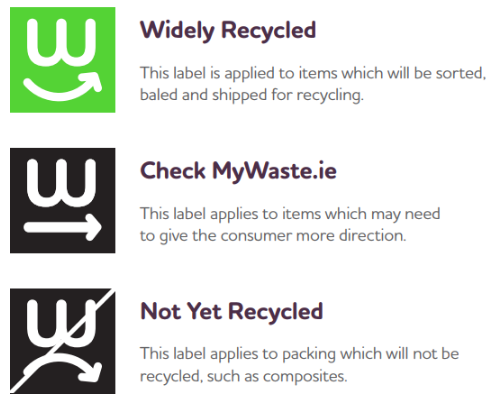 W
Widely Recycled
This label is applied to items which will be sorted,
baled and shipped for recycling.
W
Check MyWaste.ie
This label applies to items which may need
to give the consumer more direction.
W
Not Yet Recycled
This label applies to packing which will not be
recycled, such as composites.